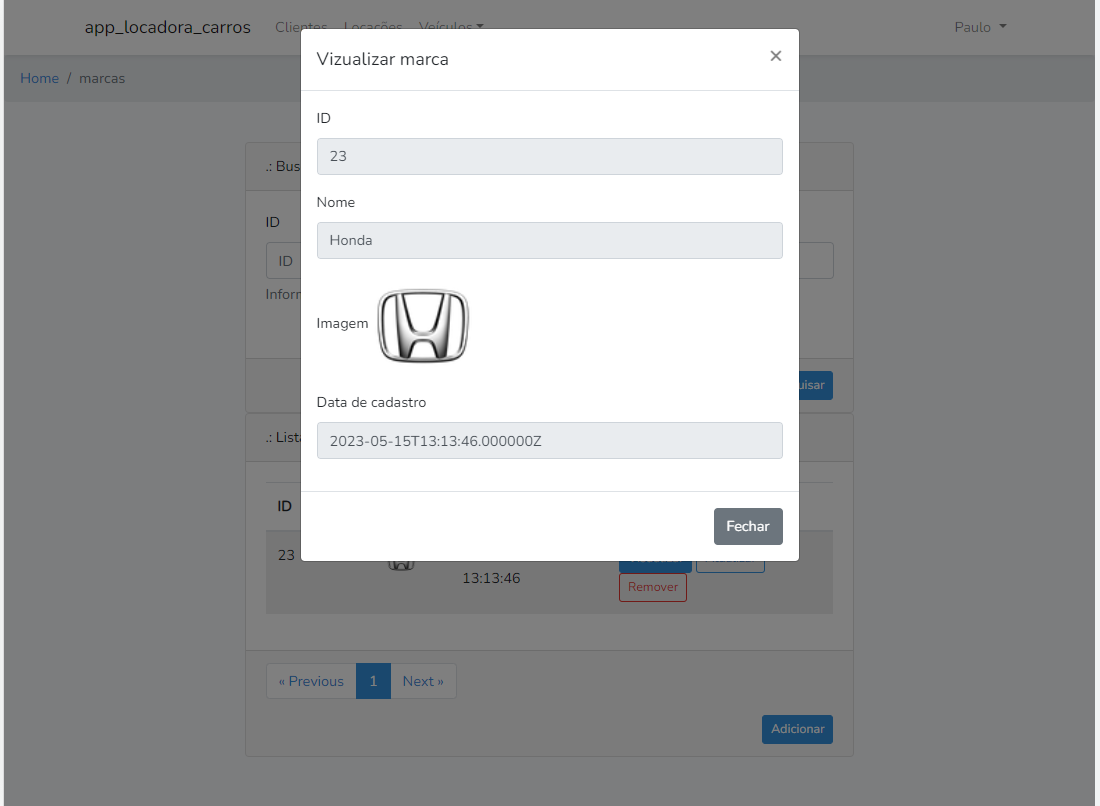 app_locadora_carros Clientes Locações Veículos Paulo
Home / marcas
Vizualizar marca ×
ID
23
Nome
Honda
Imagem
Data de cadastro
2023-05-15T13:13:46.000000Z
Fechar
.: Bus
ID
ID
Inforn
uisar
.: List
ID
23
13:13:46
Remover
« Previous 1 Next »
Adicionar